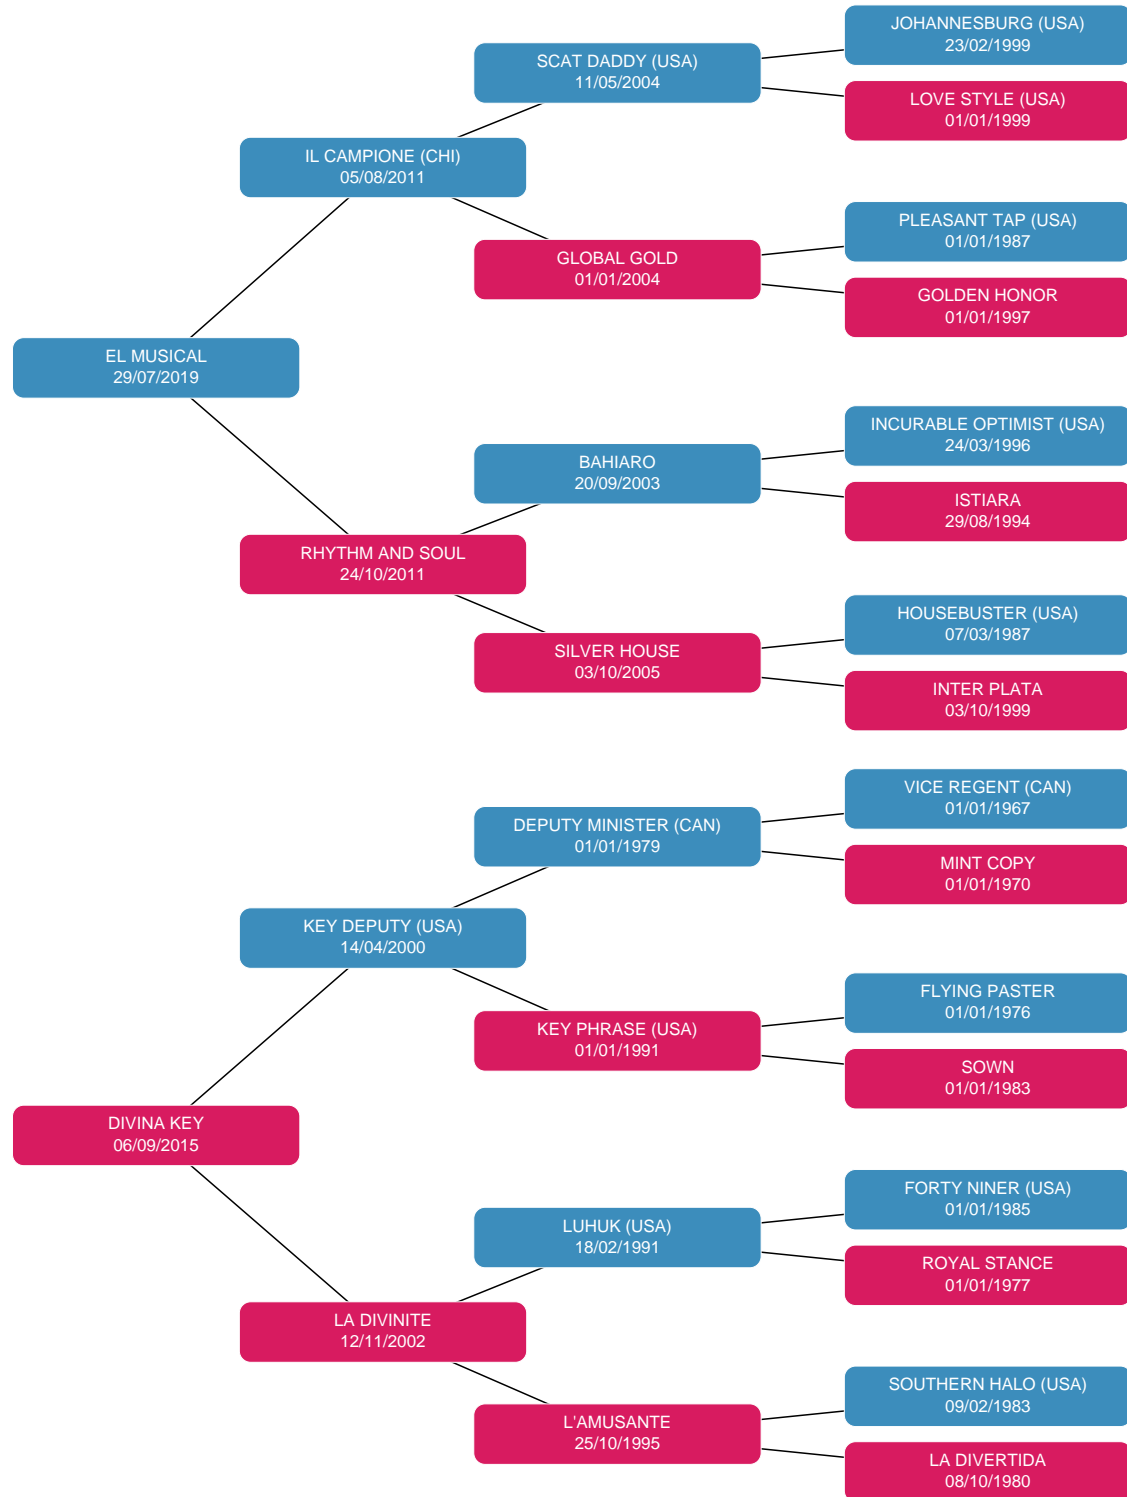 JOHANNESBURG (USA)
23/02/1999
SCAT DADDY (USA)
11/05/2004
LOVE STYLE (USA)
01/01/1999
IL CAMPIONE (CHI)
05/08/2011
PLEASANT TAP (USA)
01/01/1987
GLOBAL GOLD
01/01/2004
GOLDEN HONOR
01/01/1997
EL MUSICAL
29/07/2019
INCURABLE OPTIMIST (USA)
24/03/1996
BAHIARO
20/09/2003
ISTIARA
29/08/1994
RHYTHM AND SOUL
24/10/2011
HOUSEBUSTER (USA)
07/03/1987
SILVER HOUSE
03/10/2005
INTER PLATA
03/10/1999
VICE REGENT (CAN)
01/01/1967
DEPUTY MINISTER (CAN)
01/01/1979
MINT COPY
01/01/1970
KEY DEPUTY (USA)
14/04/2000
FLYING PASTER
01/01/1976
KEY PHRASE (USA)
01/01/1991
SOWN
01/01/1983
DIVINA KEY
06/09/2015
FORTY NINER (USA)
01/01/1985
LUHUK (USA)
18/02/1991
ROYAL STANCE
01/01/1977
LA DIVINITE
12/11/2002
SOUTHERN HALO (USA)
09/02/1983
L'AMUSANTE
25/10/1995
LA DIVERTIDA
08/10/1980